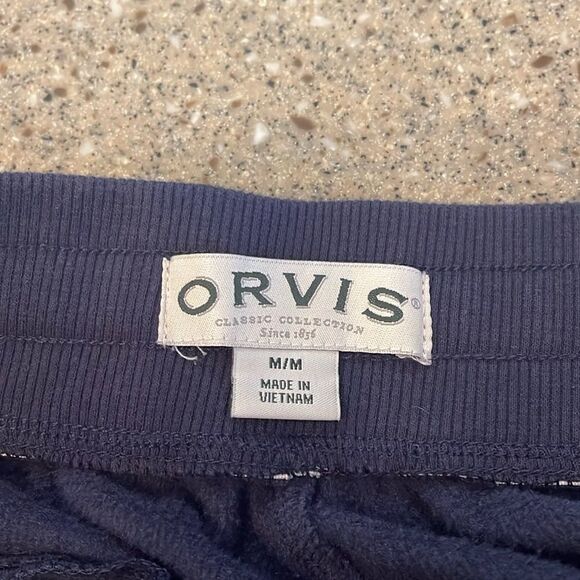 ORVIS®
CLASSIC COLLECTION
Since 1856
M/M
MADE IN
VIETNAM